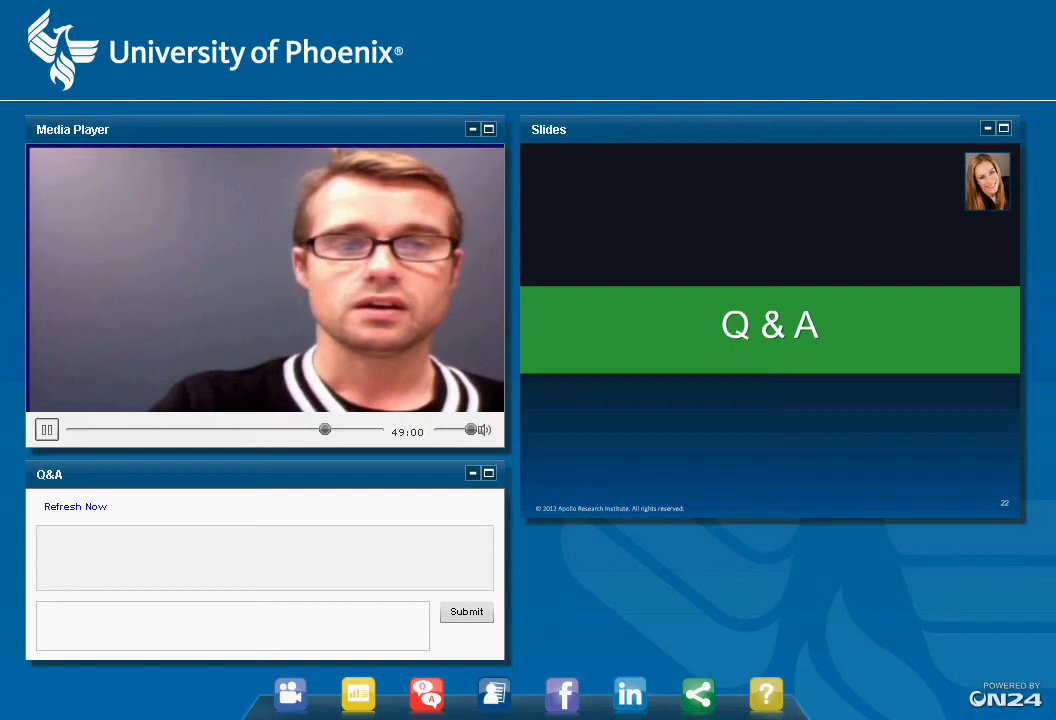 University of Phoenix®
Media Player
49:00
Q&A
Refresh Now
Submit
Slides
Q & A
© 2012 Apollo Research Institute. All rights reserved.
22
Q
A
f
in
?
POWERED BY
ON24